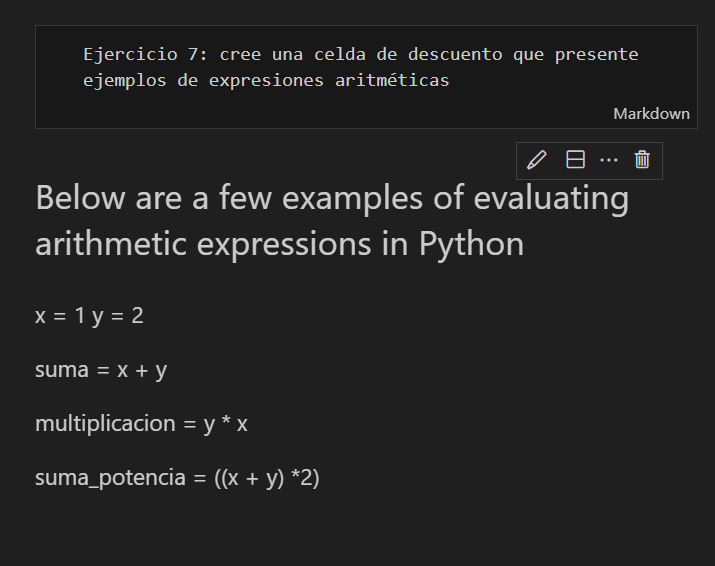 Ejercicio 7: cree una celda de descuento que presente
ejemplos de expresiones aritméticas
Markdown
Below are a few examples of evaluating
arithmetic expressions in Python
x = 1 y = 2
suma = x + y
multiplicacion = y * x
suma_potencia = ((x + y) *2)